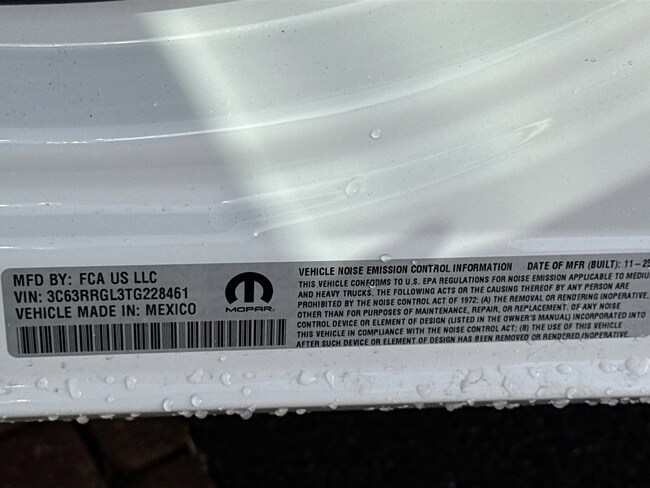 MFD BY: FCA US LLC
VIN: 3C63RRGL3TG228461
VEHICLE MADE IN: MEXICO
MOPAR.
VEHICLE NOISE EMISSION CONTROL INFORMATION DATE OF MFR (BUILT): 11-25
THIS VEHICLE CONFORMS TO U.S. EPA REGULATIONS FOR NOISE EMISSION APPLICABLE TO MEDIU
AND HEAVY TRUCKS. THE FOLLOWING ACTS OR THE CAUSING THEREOF BY ANY PERSON ARE
PROHIBITED BY THE NOISE CONTROL ACT OF 1972: (A) THE REMOVAL OR RENDERING INOPERATIVE,
OTHER THAN FOR PURPOSES OF MAINTENANCE, REPAIR, OR REPLACEMENT, OF ANY NOISE
CONTROL DEVICE OR ELEMENT OF DESIGN (LISTED IN THE OWNER'S MANUAL) INCORPORATED INTO
THIS VEHICLE IN COMPLIANCE WITH THE NOISE CONTROL ACT; (B) THE USE OF THIS VEHICLE
AFTER SUCH DEVICE OR ELEMENT OF DESIGN HAS BEEN REMOVED OR RENDERED INOPERATIVE